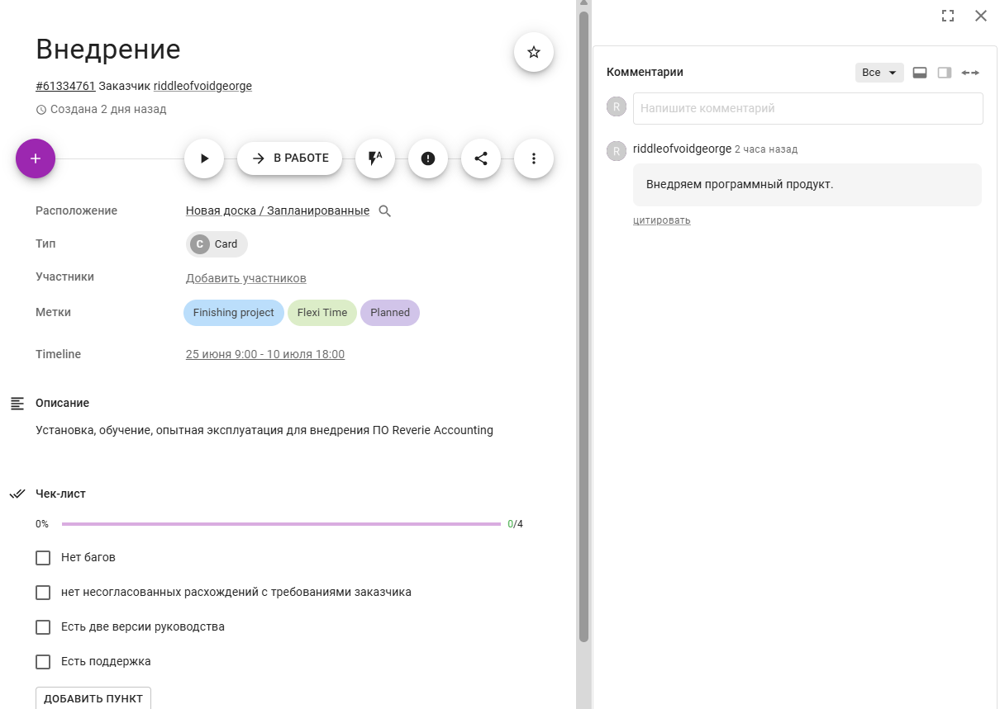 Внедрение
#61334761 Заказчик riddleofvoidgeorge
Создана 2 дня назад
В РАБОТЕ
A
Расположение
Новая доска / Запланированные
Тип
C Card
Участники
Добавить участников
Метки
Finishing project Flexi Time Planned
Timeline
25 июня 9:00 - 10 июля 18:00
Описание
Установка, обучение, опытная эксплуатация для внедрения ПО Reverie Accounting
Чек-лист
0% 0/4
Нет багов
нет несогласованных расхождений с требованиями заказчика
Есть две версии руководства
Есть поддержка
ДОБАВИТЬ ПУНКТ
Комментарии
Все
R Напишите комментарий
R riddleofvoidgeorge 2 часа назад
Внедряем программный продукт.
цитировать